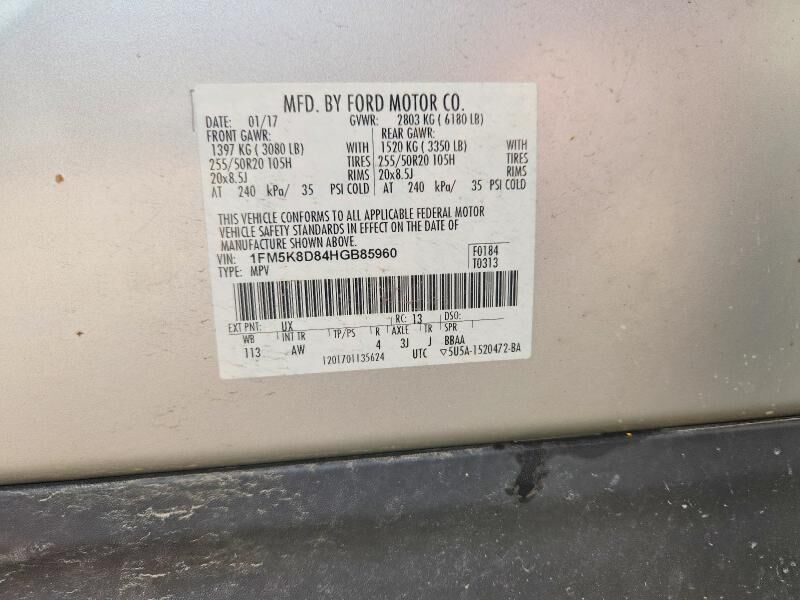 MFD. BY FORD MOTOR CO.
DATE: 01/17 GVWR: 2803 KG ( 6180 LB)
FRONT GAWR: REAR GAWR:
1397 KG ( 3080 LB) WITH 1520 KG ( 3350 LB) WITH
255/50R20 105H TIRES 255/50R20 105H TIRES
20x8.5J RIMS 20x8.5J RIMS
AT 240 kPa/ 35 PSI COLD AT 240 kPa/ 35 PSI COLD
THIS VEHICLE CONFORMS TO ALL APPLICABLE FEDERAL MOTOR
VEHICLE SAFETY STANDARDS IN EFFECT ON THE DATE OF
MANUFACTURE SHOWN ABOVE.
VIN: 1FM5K8D84HGB85960 F0184
TYPE: MPV T0313
EXT PNT: UX RC: 13 DSO:
WB INT TR TP/PS R AXLE TR SPR
113 AW 4 3J J BBAA
1201701135624 UTC ▽5U5A-1520472-BA